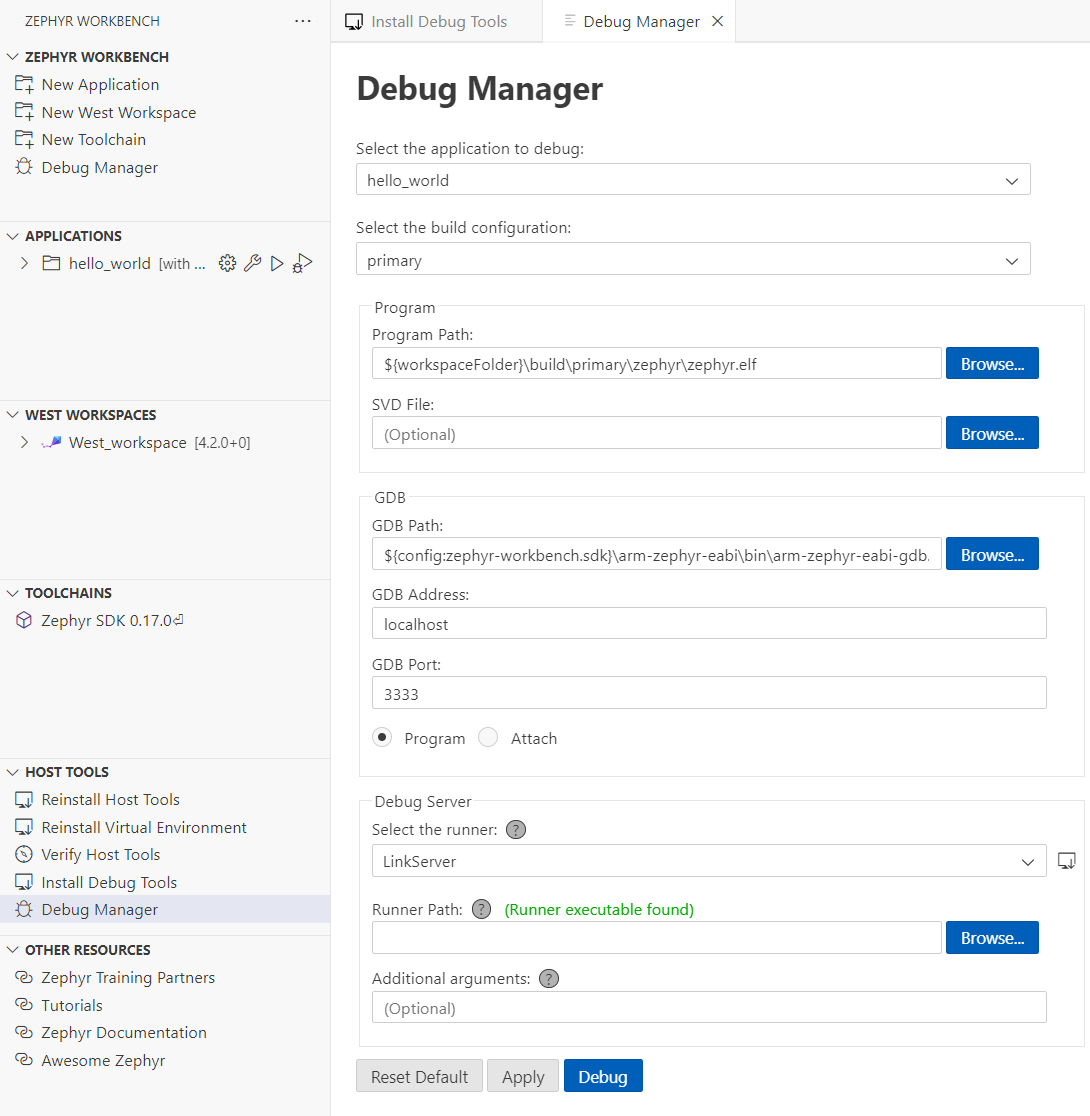 ZEPHYR WORKBENCH
ZEPHYR WORKBENCH
New Application
New West Workspace
New Toolchain
Debug Manager
APPLICATIONS
hello_world [with ...
WEST WORKSPACES
West_workspace [4.2.0+0]
TOOLCHAINS
Zephyr SDK 0.17.0⏎
HOST TOOLS
Reinstall Host Tools
Reinstall Virtual Environment
Verify Host Tools
Install Debug Tools
Debug Manager
OTHER RESOURCES
Zephyr Training Partners
Tutorials
Zephyr Documentation
Awesome Zephyr
Install Debug Tools
Debug Manager
Debug Manager
Select the application to debug:
hello_world
Select the build configuration:
primary
Program
Program Path:
${workspaceFolder}\build\primary\zephyr\zephyr.elf
Browse...
SVD File:
(Optional)
Browse...
GDB
GDB Path:
${config:zephyr-workbench.sdk}\arm-zephyr-eabi\bin\arm-zephyr-eabi-gdb.
Browse...
GDB Address:
localhost
GDB Port:
3333
Program Attach
Debug Server
Select the runner: ?
LinkServer
Runner Path: ? (Runner executable found)
Browse...
Additional arguments: ?
(Optional)
Reset Default Apply Debug